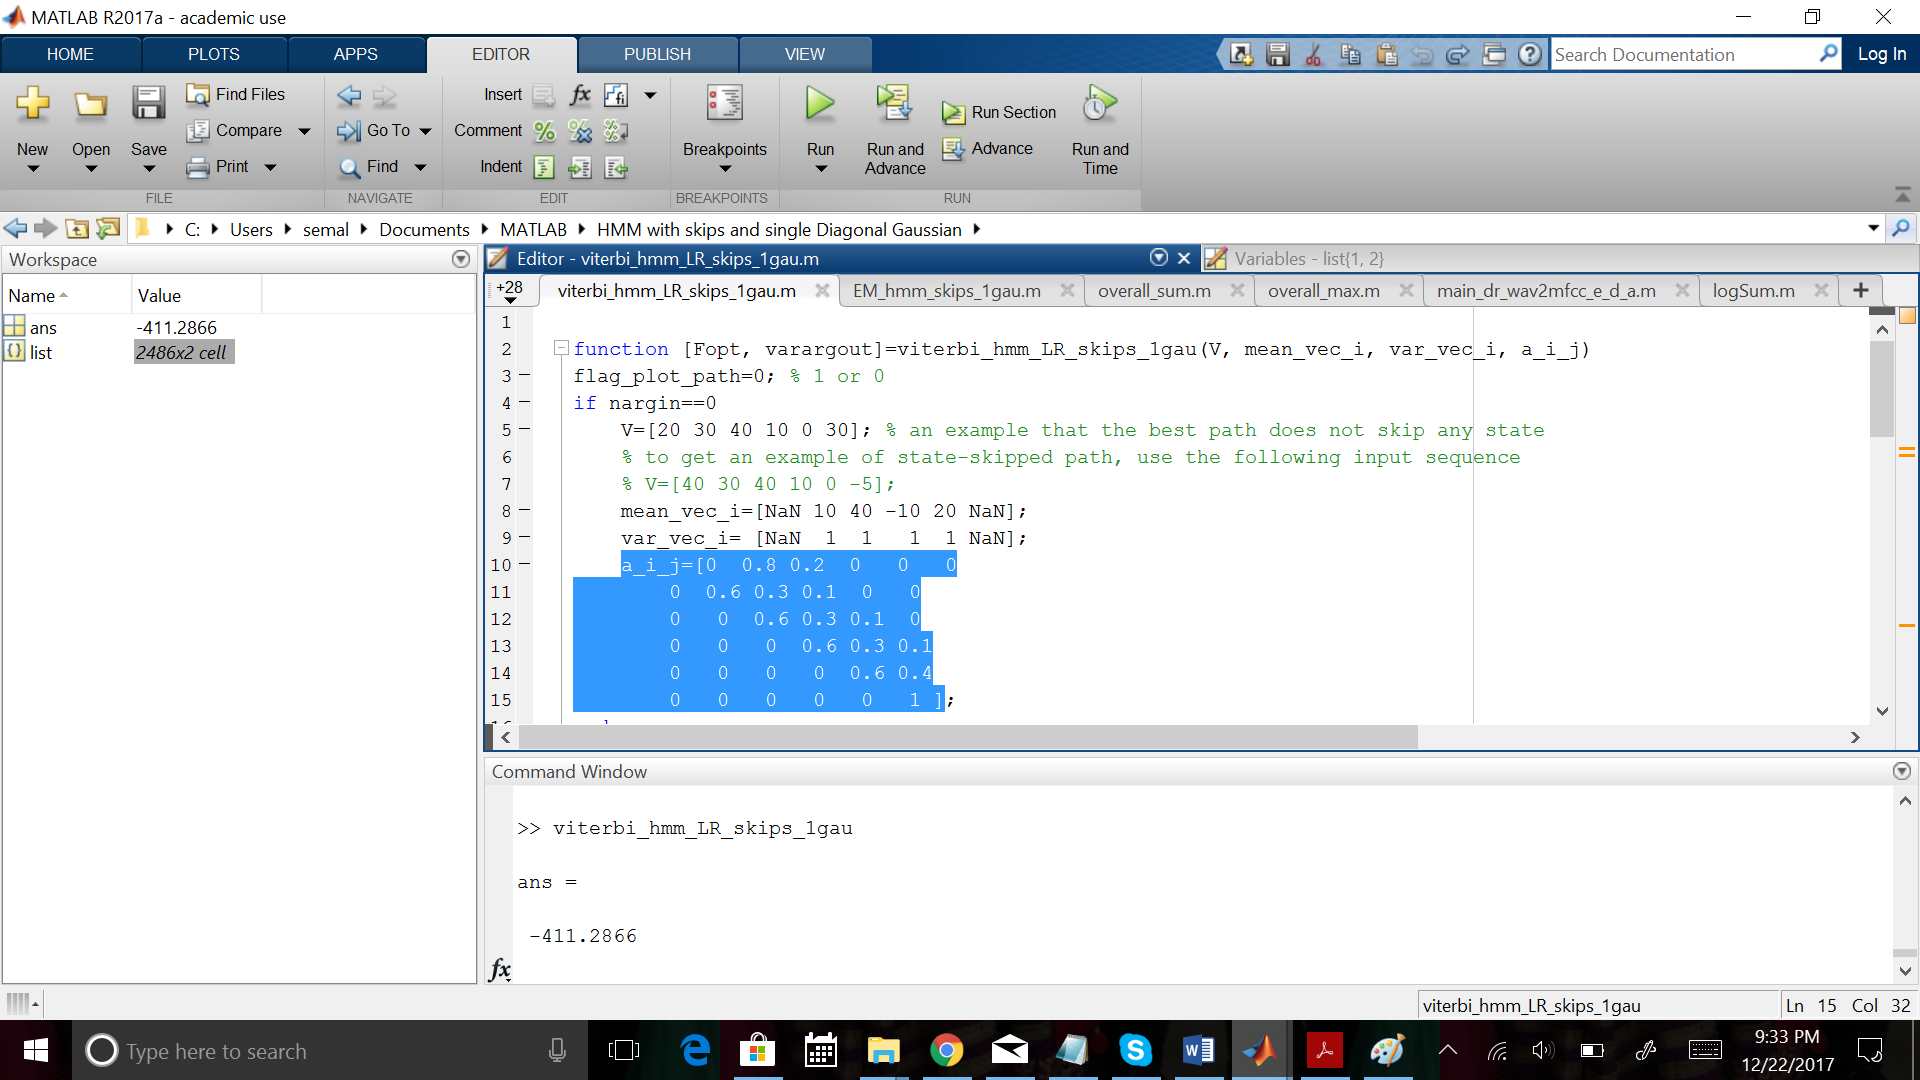 MATLAB R2017a - academic use
HOME PLOTS APPS EDITOR PUBLISH VIEW Search Documentation Log In
New Open Save Find Files Compare Print
FILE
Go To Find
NAVIGATE
Insert fx fi
Comment
Indent
EDIT
Breakpoints
BREAKPOINTS
Run Run and Advance Run Section Advance Run and Time
RUN
C: Users semal Documents MATLAB HMM with skips and single Diagonal Gaussian
Workspace
Name Value
ans -411.2866
list 2486x2 cell
Editor - viterbi_hmm_LR_skips_1gau.m
Variables - list{1, 2}
+28 viterbi_hmm_LR_skips_1gau.m EM_hmm_skips_1gau.m overall_sum.m overall_max.m main_dr_wav2mfcc_e_d_a.m logSum.m +
1
2 function [Fopt, varargout]=viterbi_hmm_LR_skips_1gau(V, mean_vec_i, var_vec_i, a_i_j)
3 flag_plot_path=0; % 1 or 0
4 if nargin==0
5 V=[20 30 40 10 0 30]; % an example that the best path does not skip any state
6 % to get an example of state-skipped path, use the following input sequence
7 % V=[40 30 40 10 0 -5];
8 mean_vec_i=[NaN 10 40 -10 20 NaN];
9 var_vec_i= [NaN 1 1 1 1 NaN];
10 a_i_j=[0 0.8 0.2 0 0 0
11 0 0.6 0.3 0.1 0 0
12 0 0 0.6 0.3 0.1 0
13 0 0 0 0.6 0.3 0.1
14 0 0 0 0 0.6 0.4
15 0 0 0 0 0 1 ];
Command Window
>> viterbi_hmm_LR_skips_1gau
ans =
-411.2866
fx
viterbi_hmm_LR_skips_1gau Ln 15 Col 32
Type here to search
9:33 PM
12/22/2017